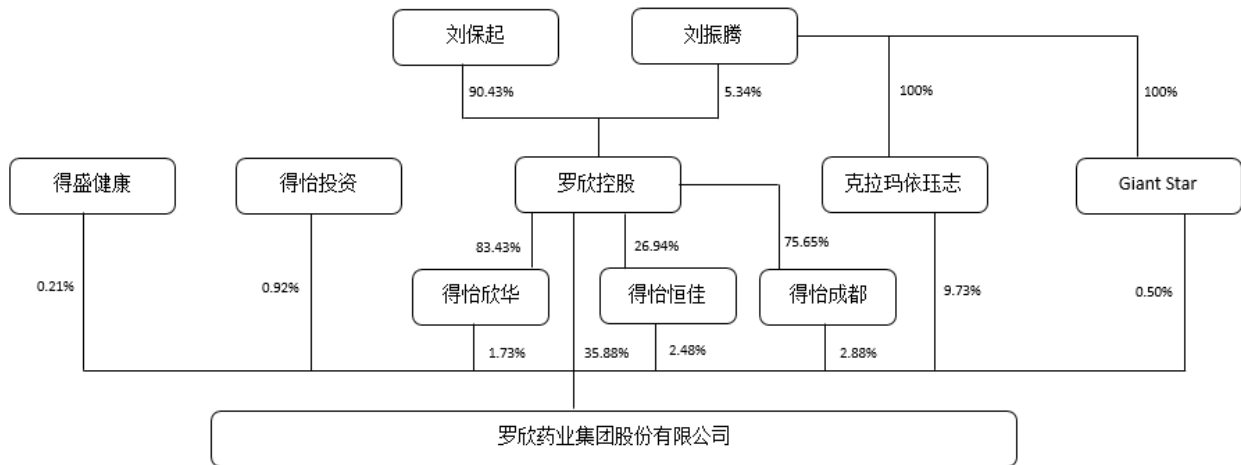 刘保起
刘振腾
90.43%
5.34%
100%
100%
得盛健康
得怡投资
罗欣控股
克拉玛依珏志
Giant Star
83.43%
26.94%
75.65%
0.21%
0.92%
得怡欣华
得怡恒佳
得怡成都
9.73%
0.50%
1.73%
35.88%
2.48%
2.88%
罗欣药业集团股份有限公司